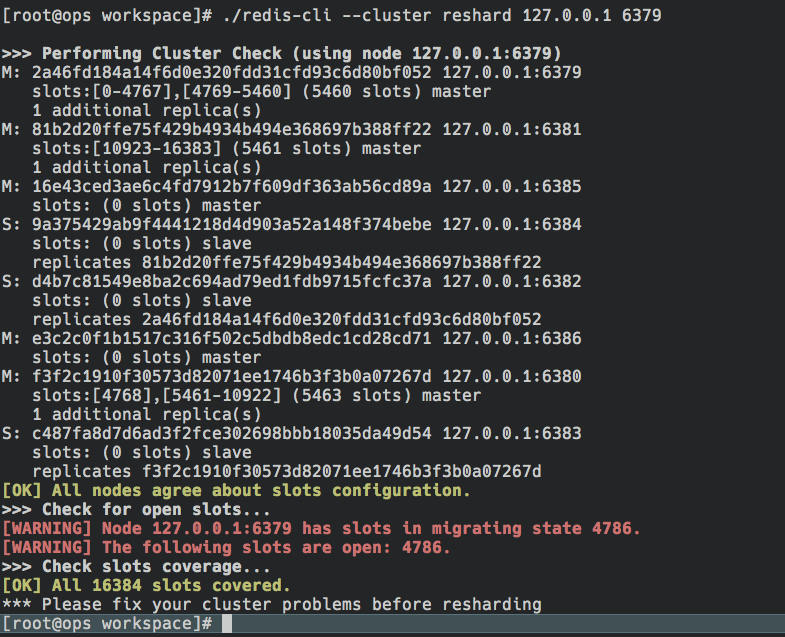 [root@ops workspace]# ./redis-cli --cluster reshard 127.0.0.1 6379
>>> Performing Cluster Check (using node 127.0.0.1:6379)
M: 2a46fd184a14f6d0e320fdd31cfd93c6d80bf052 127.0.0.1:6379
slots:[0-4767],[4769-5460] (5460 slots) master
1 additional replica(s)
M: 81b2d20ffe75f429b4934b494e368697b388ff22 127.0.0.1:6381
slots:[10923-16383] (5461 slots) master
1 additional replica(s)
M: 16e43ced3ae6c4fd7912b7f609df363ab56cd89a 127.0.0.1:6385
slots: (0 slots) master
S: 9a375429ab9f4441218d4d903a52a148f374bebe 127.0.0.1:6384
slots: (0 slots) slave
replicates 81b2d20ffe75f429b4934b494e368697b388ff22
S: d4b7c81549e8ba2c694ad79ed1fdb9715fcfc37a 127.0.0.1:6382
slots: (0 slots) slave
replicates 2a46fd184a14f6d0e320fdd31cfd93c6d80bf052
M: e3c2c0f1b1517c316f502c5dbdb8edc1cd28cd71 127.0.0.1:6386
slots: (0 slots) master
M: f3f2c1910f30573d82071ee1746b3f3b0a07267d 127.0.0.1:6380
slots:[4768],[5461-10922] (5463 slots) master
1 additional replica(s)
S: c487fa8d7d6ad3f2fce302698bbb18035da49d54 127.0.0.1:6383
slots: (0 slots) slave
replicates f3f2c1910f30573d82071ee1746b3f3b0a07267d
[OK] All nodes agree about slots configuration.
>>> Check for open slots...
[WARNING] Node 127.0.0.1:6379 has slots in migrating state 4786.
[WARNING] The following slots are open: 4786.
>>> Check slots coverage...
[OK] All 16384 slots covered.
*** Please fix your cluster problems before resharding
[root@ops workspace]#